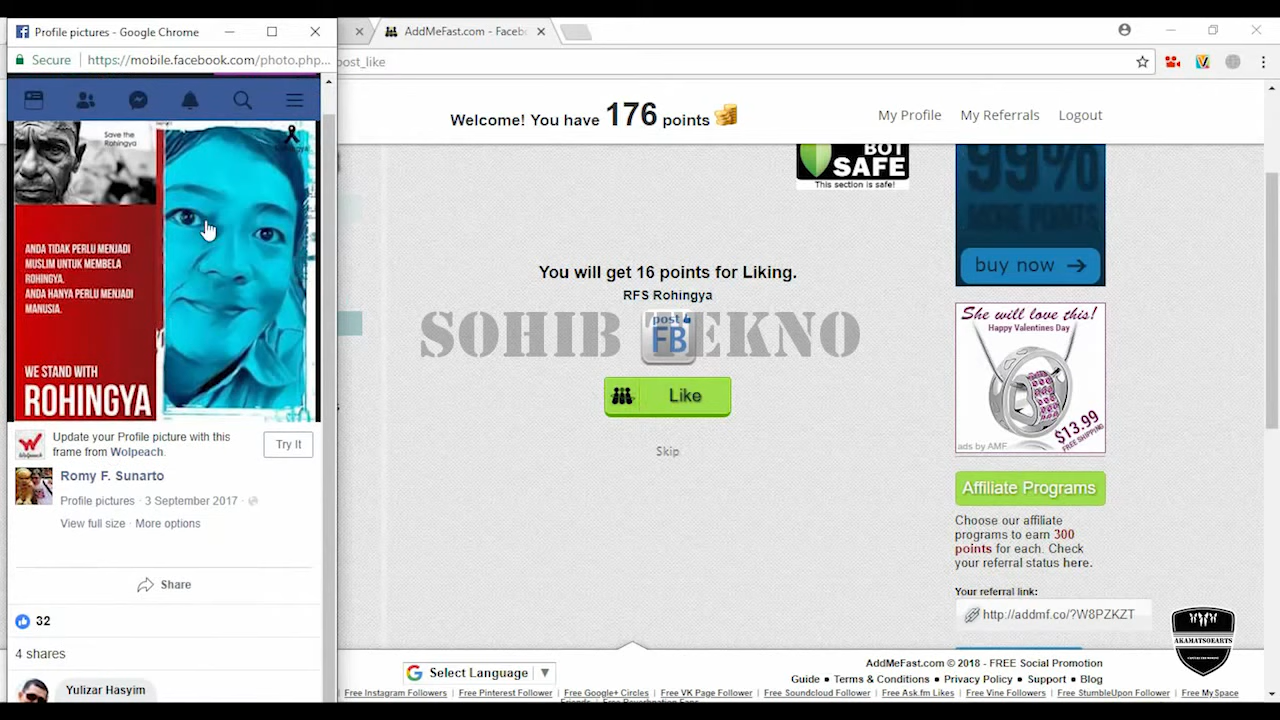 Profile pictures - Google Chrome
AddMeFast.com - Facebo
Secure
https://mobile.facebook.com/photo.php...
post_like
Welcome! You have 176 points
My Profile
My Referrals
Logout
Save the
Rohingya
ANDA TIDAK PERLU MENJADI
MUSLIM UNTUK MEMBELA
ROHINGYA.
ANDA HANYA PERLU MENJADI
MANUSIA.
WE STAND WITH
ROHINGYA
BOT
SAFE
This section is safe!
99%
MORE POINTS
buy now
You will get 16 points for Liking.
RFS Rohingya
post
FB
SOHIB TEKNO
Like
Skip
She will love this!
Happy Valentines Day
$13.99
FREE SHIPPING
ads by AMF
Update your Profile picture with this
frame from Wolpeach.
Try It
Wolpeach
Romy F. Sunarto
Profile pictures · 3 September 2017 ·
View full size · More options
Share
32
4 shares
Yulizar Hasyim
Affiliate Programs
Choose our affiliate
programs to earn 300
points for each. Check
your referral status here.
Your referral link:
http://addmf.co/?W8PZKZT
AKAMATSOEARTS
Select Language
AddMeFast.com © 2018 - FREE Social Promotion
Guide • Terms & Conditions • Privacy Policy • Support • Blog
Free Instagram Followers
Free Pinterest Follower
Free Google+ Circles
Free VK Page Follower
Free Soundcloud Follower
Free Ask.fm Likes
Free Vine Followers
Free StumbleUpon Follower
Free MySpace